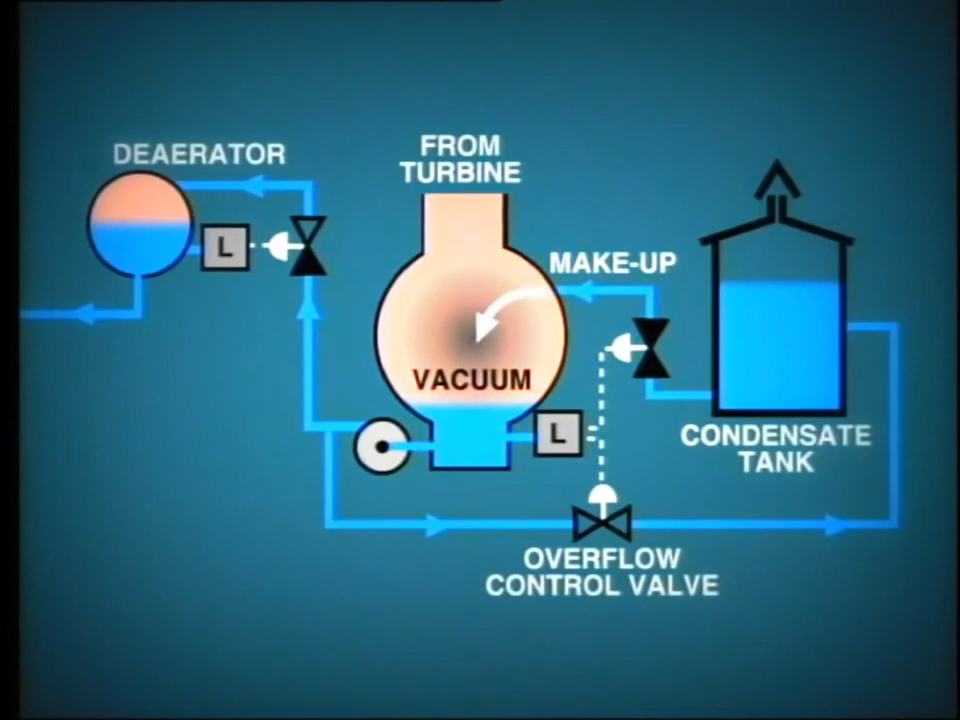 DEAERATOR
FROM
TURBINE
L
MAKE-UP
VACUUM
L
CONDENSATE
TANK
OVERFLOW
CONTROL VALVE